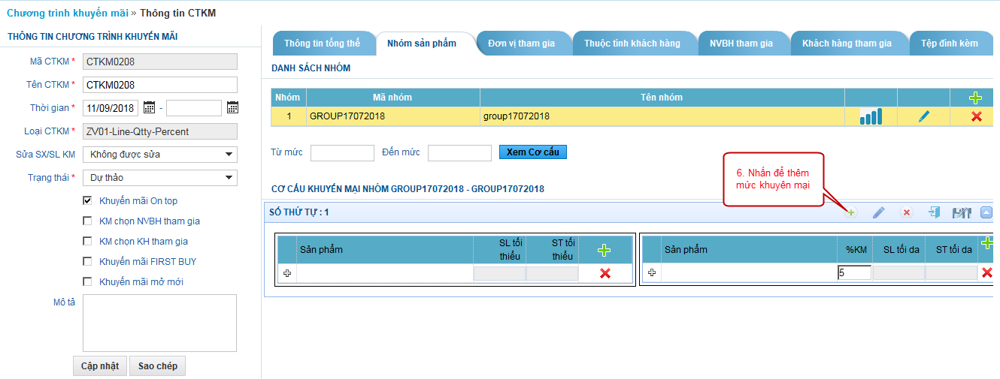 Chương trình khuyến mãi » Thông tin CTKM
THÔNG TIN CHƯƠNG TRÌNH KHUYẾN MÃI
Mã CTKM * CTKM0208
Tên CTKM * CTKM0208
Thời gian * 11/09/2018 -
Loại CTKM * ZV01-Line-Qtty-Percent
Sửa SX/SL KM Không được sửa
Trạng thái * Dự thảo
Khuyến mãi On top
KM chọn NVBH tham gia
KM chọn KH tham gia
Khuyến mãi FIRST BUY
Khuyến mãi mở mới
Mô tả
Cập nhật Sao chép
Thông tin tổng thể Nhóm sản phẩm Đơn vị tham gia Thuộc tính khách hàng NVBH tham gia Khách hàng tham gia Tệp đính kèm
DANH SÁCH NHÓM
Nhóm Mã nhóm Tên nhóm
1 GROUP17072018 group17072018
Từ mức Đến mức Xem Cơ cấu
6. Nhấn để thêm
mức khuyên mại
CƠ CẤU KHUYẾN MẠI NHÓM GROUP17072018 - GROUP17072018
SỐ THỨ TỰ : 1
Sản phẩm SL tối thiểu ST tối thiểu
Sản phẩm %KM SL tối da ST tối da
5